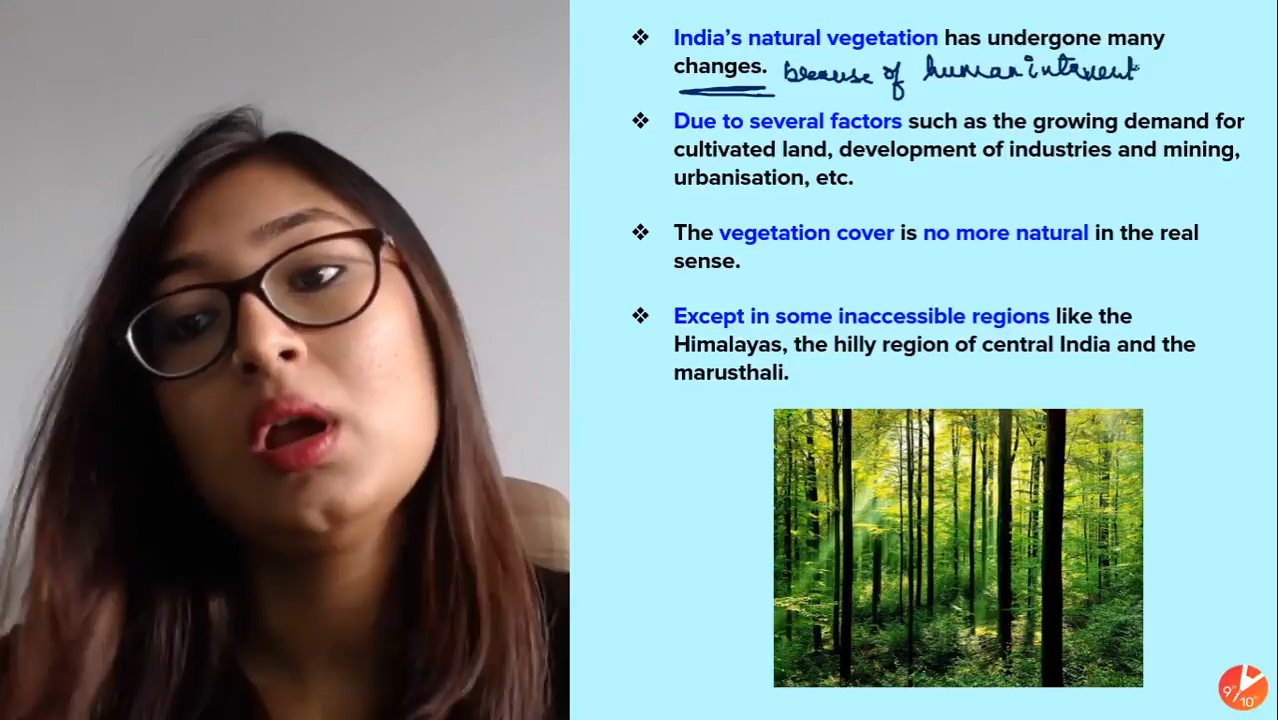 ❖ India's natural vegetation has undergone many
changes. because of human intervent
❖ Due to several factors such as the growing demand for
cultivated land, development of industries and mining,
urbanisation, etc.
❖ The vegetation cover is no more natural in the real
sense.
❖ Except in some inaccessible regions like the
Himalayas, the hilly region of central India and the
marusthali.
9th/10th